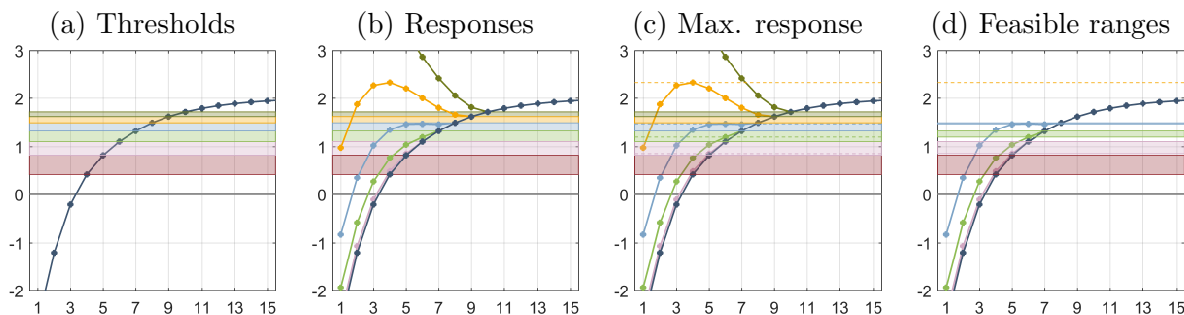 (a) Thresholds (b) Responses (c) Max. response (d) Feasible ranges
3 3 3 3
2 2 2 2
1 1 1 1
0 0 0 0
-1 -1 -1 -1
-2 -2 -2 -2
1 3 5 7 9 11 13 15 1 3 5 7 9 11 13 15 1 3 5 7 9 11 13 15 1 3 5 7 9 11 13 15